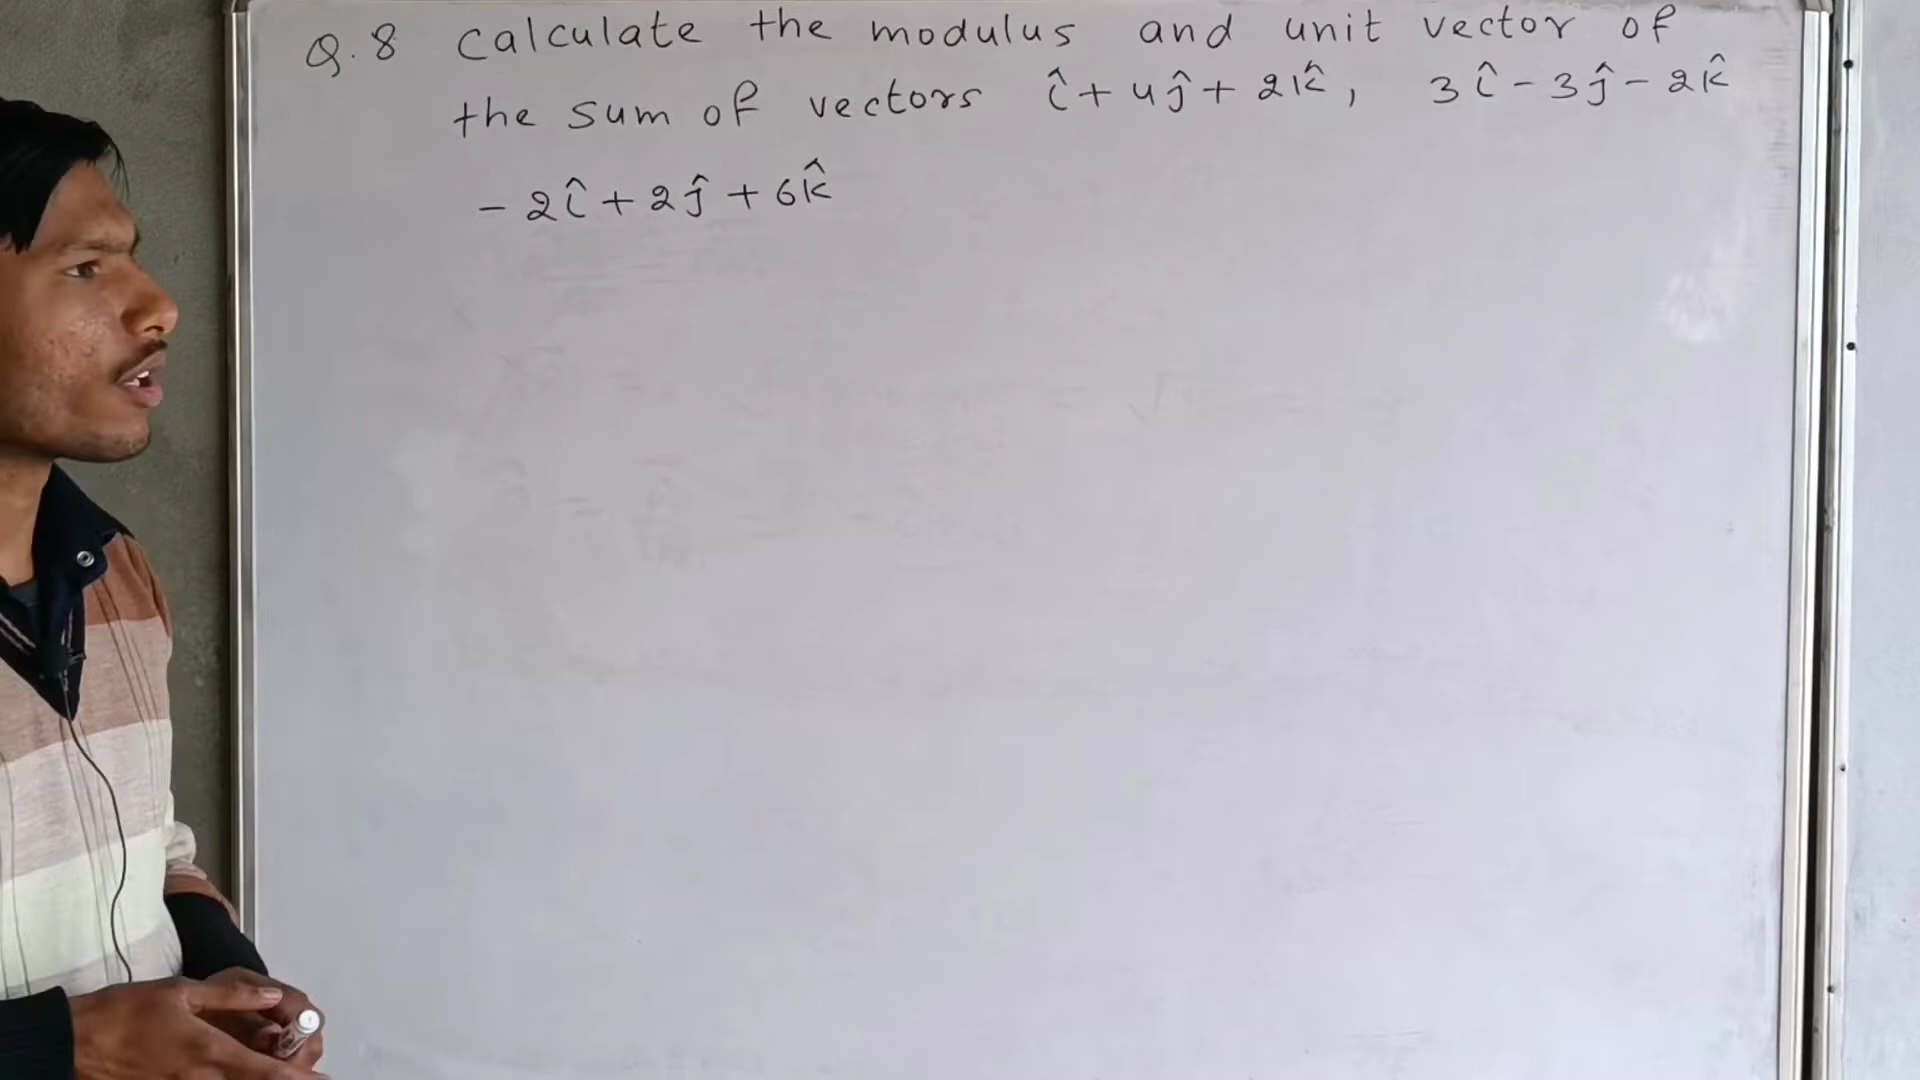 Q.8 Calculate the modulus and unit vector of
the sum of vectors î + 4ĵ + 2k̂, 3î - 3ĵ - 2k̂
- 2î + 2ĵ + 6k̂